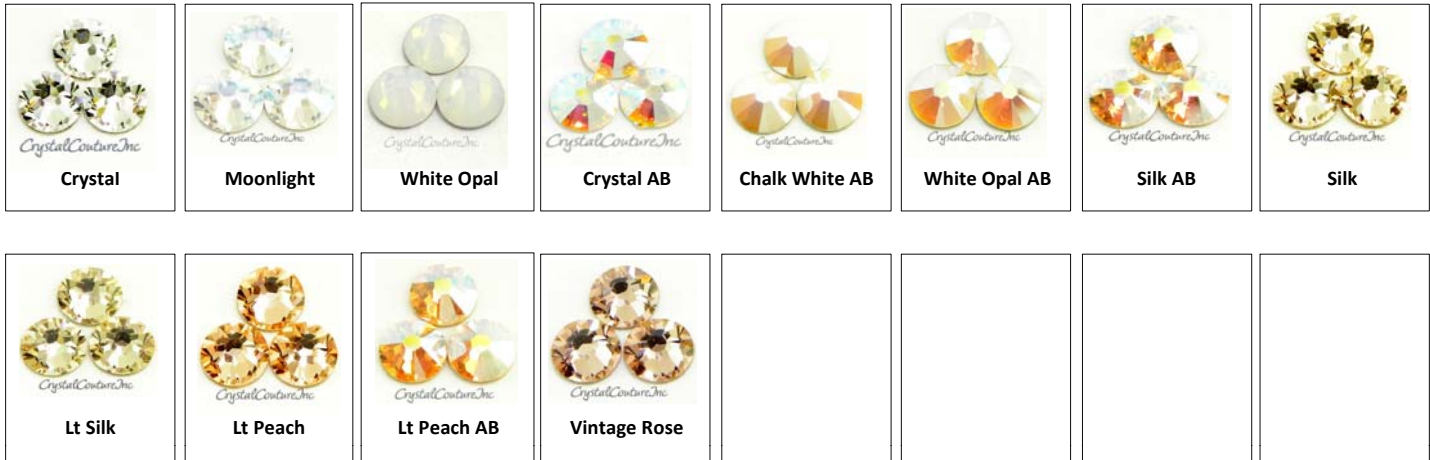 CrystalCoutureInc
CrystalCoutureInc
CrystalCoutureInc
CrystalCoutureInc
CrystalCoutureInc
CrystalCoutureInc
CrystalCoutureInc
CrystalCoutureInc
Crystal
Moonlight
White Opal
Crystal AB
Chalk White AB
White Opal AB
Silk AB
Silk
CrystalCoutureInc
CrystalCoutureInc
CrystalCoutureInc
CrystalCoutureInc
Lt Silk
Lt Peach
Lt Peach AB
Vintage Rose